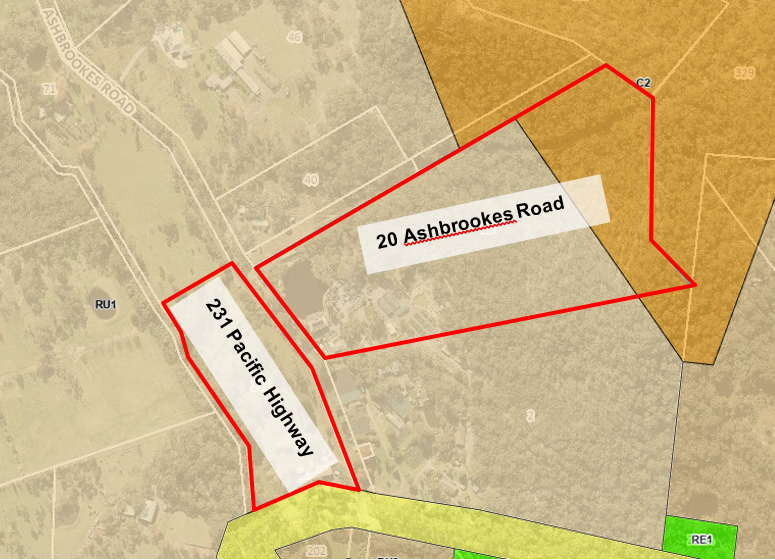 ASHBROOKES ROAD
46
C2
329
71
40
20 Ashbrookes Road
RU1
231 Pacific Highway
2
RE1
202